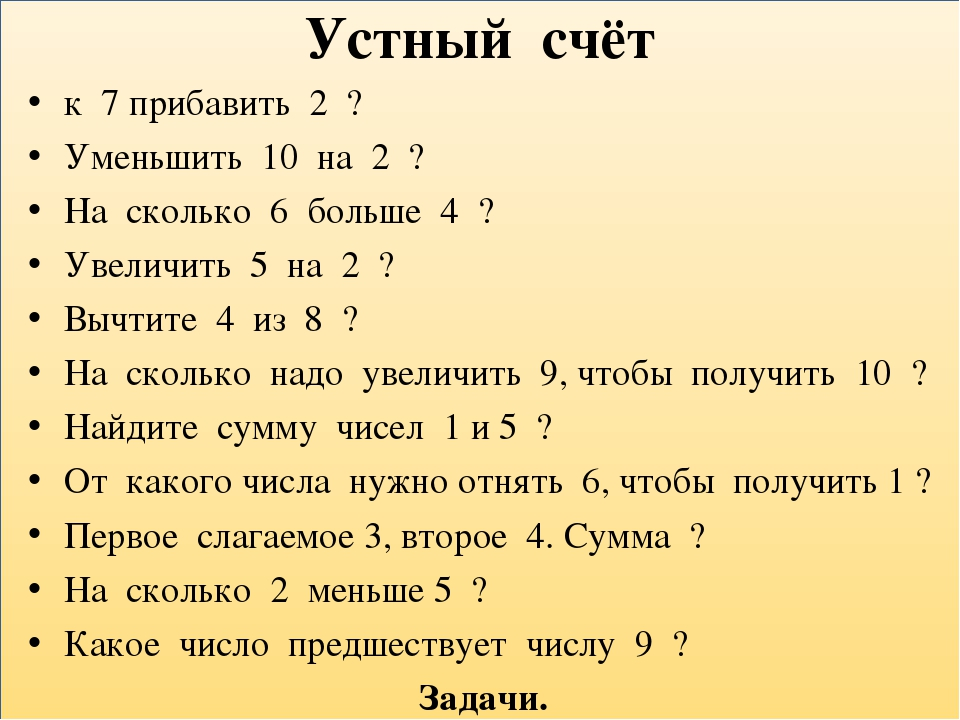 Устный счёт
• к 7 прибавить 2 ?
• Уменьшить 10 на 2 ?
• На сколько 6 больше 4 ?
• Увеличить 5 на 2 ?
• Вычтите 4 из 8 ?
• На сколько надо увеличить 9, чтобы получить 10 ?
• Найдите сумму чисел 1 и 5 ?
• От какого числа нужно отнять 6, чтобы получить 1 ?
• Первое слагаемое 3, второе 4. Сумма ?
• На сколько 2 меньше 5 ?
• Какое число предшествует числу 9 ?
Задачи.